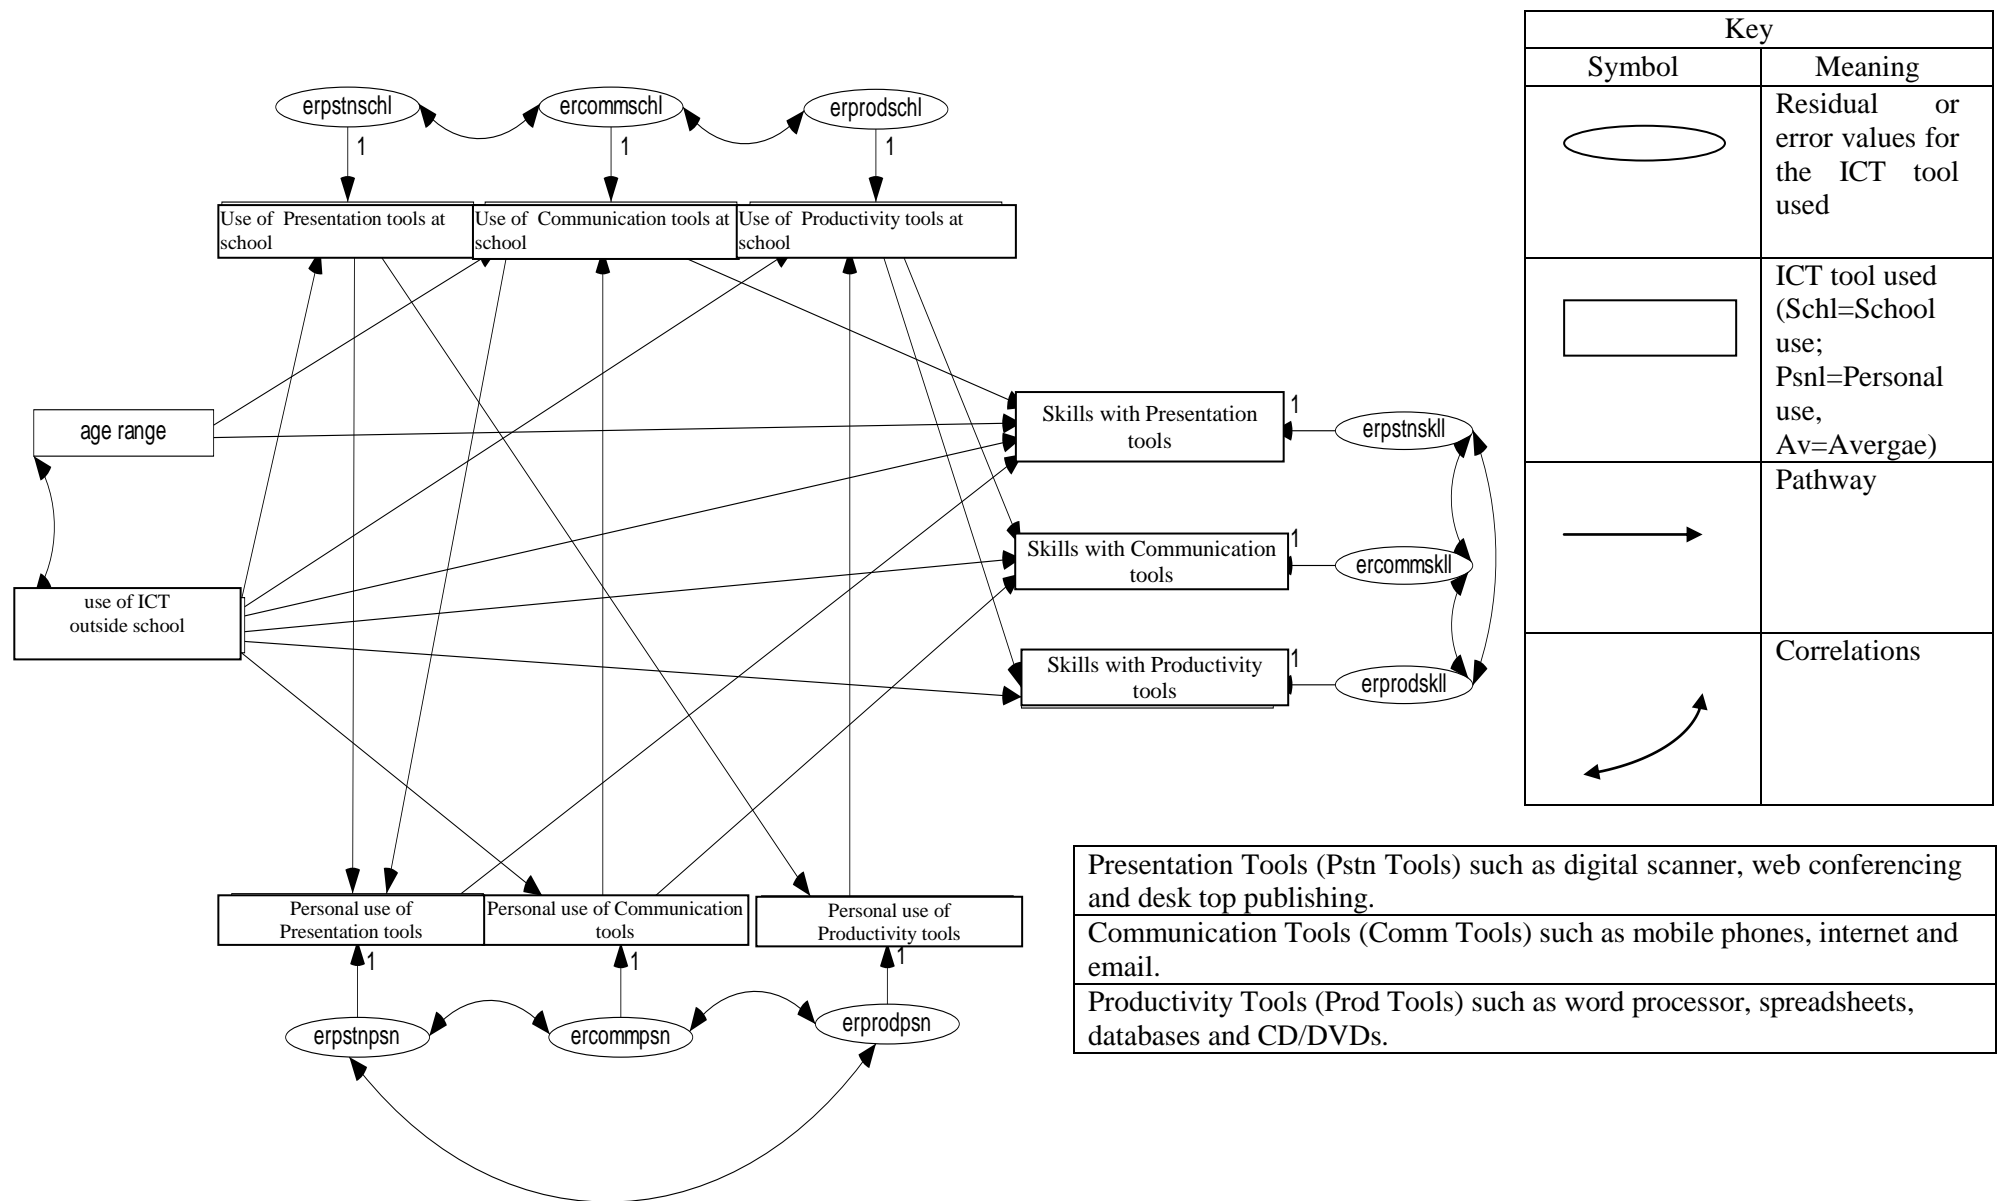 erpstnschl
ercommschl
erprodschl
1
1
1
Use of Presentation tools at
school
Use of Communication tools at
school
Use of Productivity tools at
school
age range
use of ICT
outside school
Skills with Presentation
tools
1
erpstnskll
Skills with Communication
tools
1
ercommskll
Skills with Productivity
tools
1
erprodskll
Personal use of
Presentation tools
Personal use of Communication
tools
Personal use of
Productivity tools
1
1
1
erpstnpsn
ercommpsn
erprodpsn
Key
Symbol
Meaning
Residual or
error values for
the ICT tool
used
ICT tool used
(Schl=School
use;
Psnl=Personal
use,
Av=Avergae)
Pathway
Correlations
Presentation Tools (Pstn Tools) such as digital scanner, web conferencing
and desk top publishing.
Communication Tools (Comm Tools) such as mobile phones, internet and
email.
Productivity Tools (Prod Tools) such as word processor, spreadsheets,
databases and CD/DVDs.